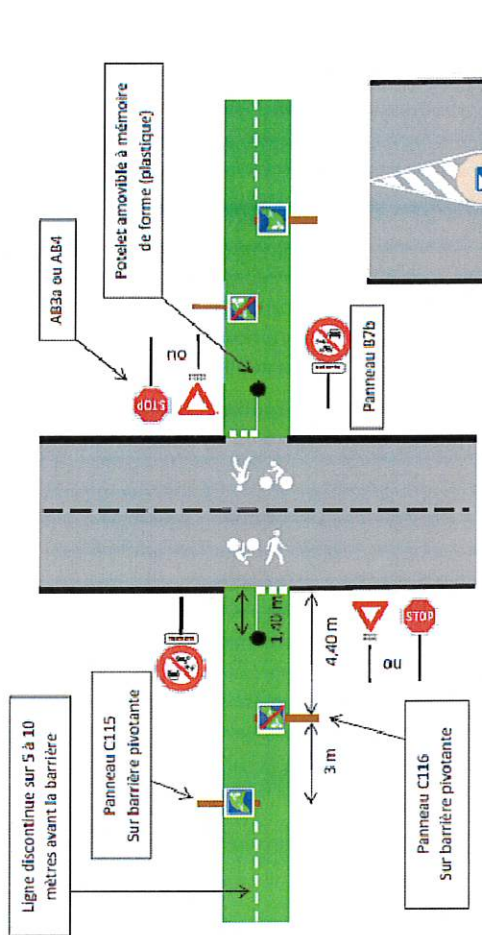 Ligne discontinue sur 5 à 10
mètres avant la barrière
Panneau C115
Sur barrière pivotante
AB3a ou AB4
Potelet amovible à mémoire
de forme (plastique)
STOP
ou
Panneau B7b
1,40 m
4,40 m
3 m
ou
STOP
Panneau C116
Sur barrière pivotante